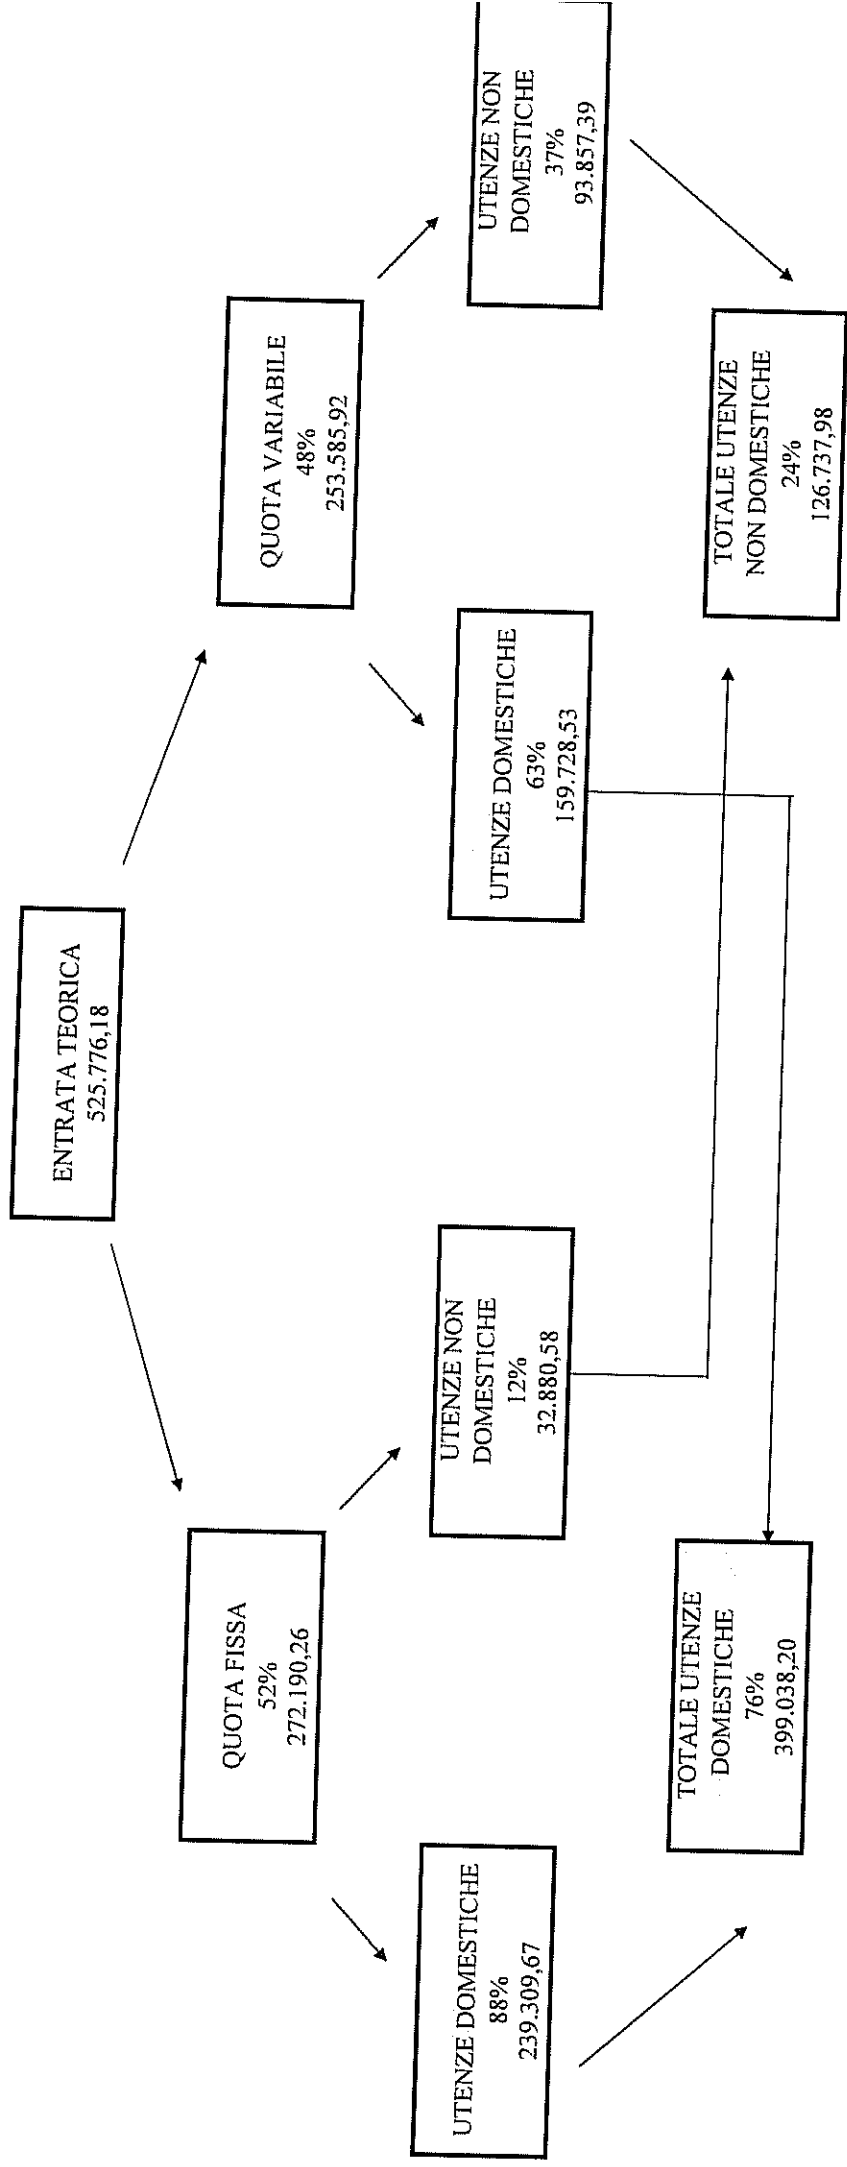 ENTRATA TEORICA
525.776,18
QUOTA FISSA
52%
272.190,26
QUOTA VARIABILE
48%
253.585,92
UTENZE DOMESTICHE
88%
239.309,67
UTENZE NON
DOMESTICHE
12%
32.880,58
UTENZE DOMESTICHE
63%
159.728,53
UTENZE NON
DOMESTICHE
37%
93.857,39
TOTALE UTENZE
DOMESTICHE
76%
399.038,20
TOTALE UTENZE
NON DOMESTICHE
24%
126.737,98